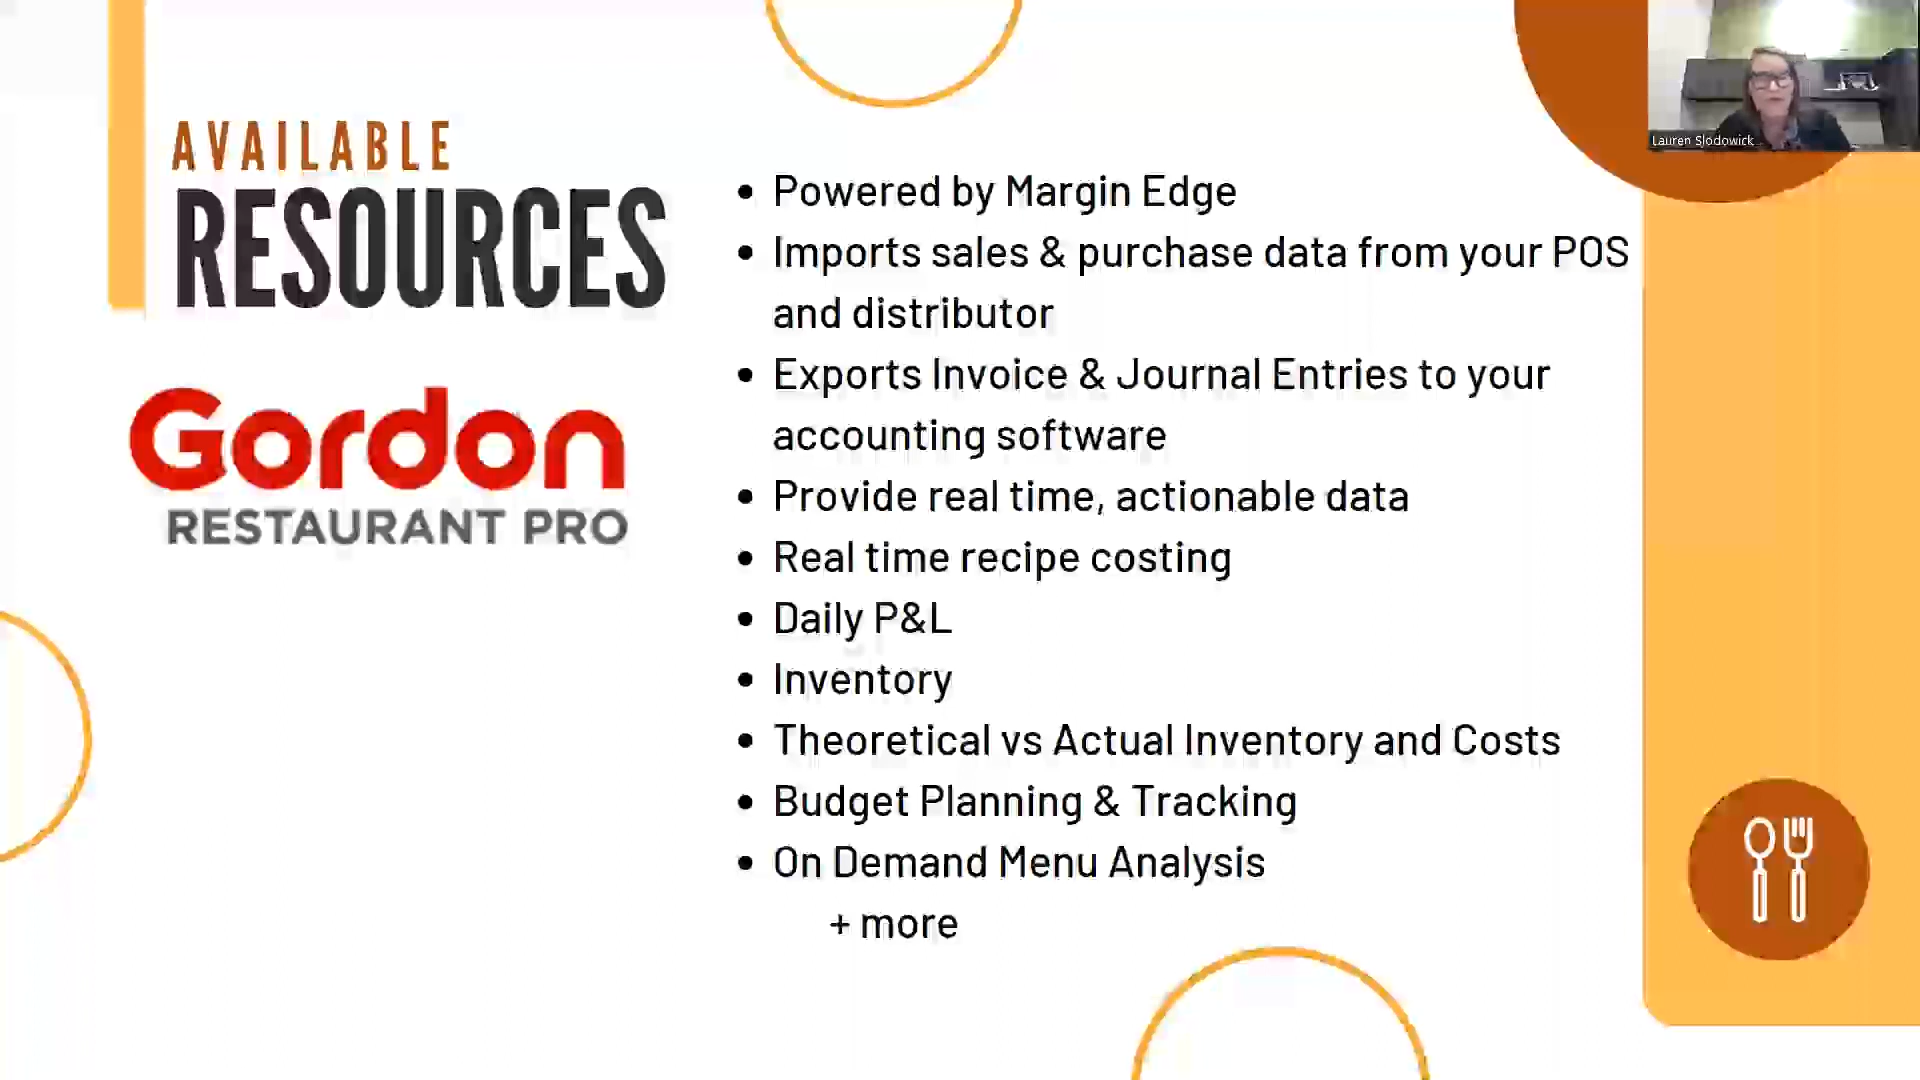 AVAILABLE
RESOURCES
Gordon
RESTAURANT PRO
• Powered by Margin Edge
• Imports sales & purchase data from your POS
and distributor
• Exports Invoice & Journal Entries to your
accounting software
• Provide real time, actionable data
• Real time recipe costing
• Daily P&L
• Inventory
• Theoretical vs Actual Inventory and Costs
• Budget Planning & Tracking
• On Demand Menu Analysis
+ more
Lauren Slodowick